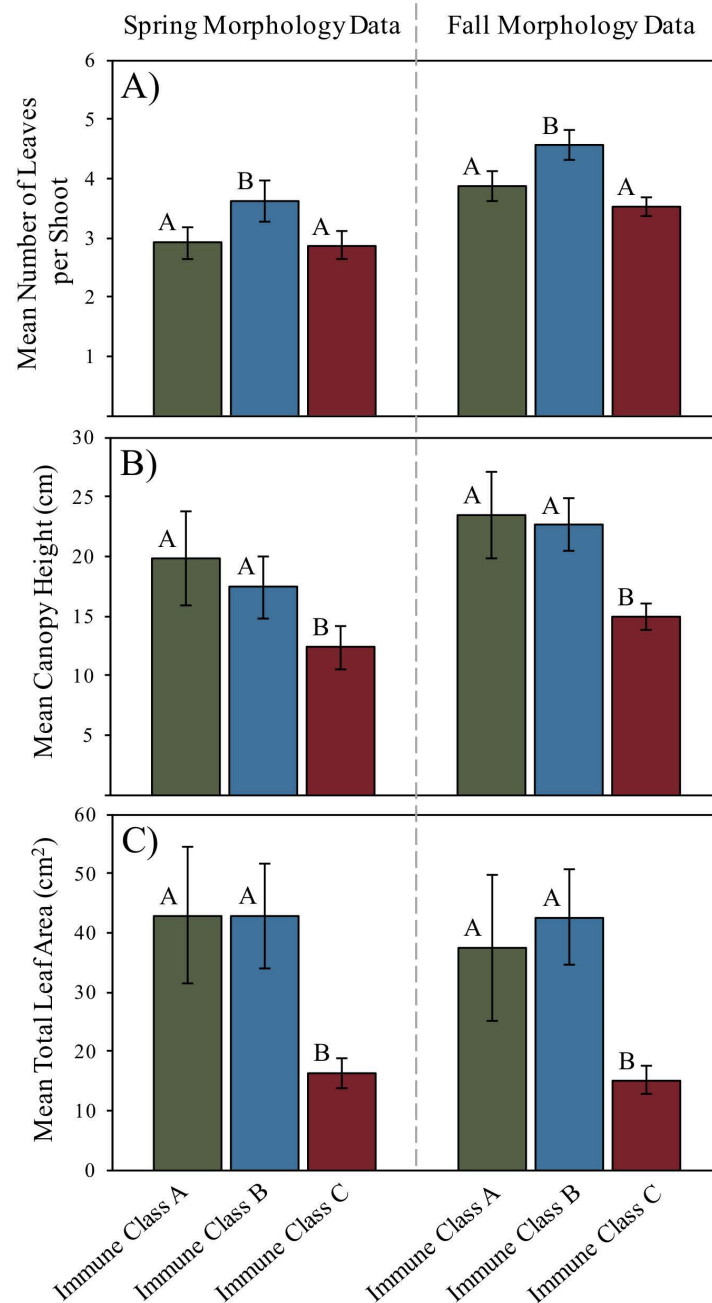 Spring Morphology Data
Fall Morphology Data
A)
Mean Number of Leaves
per Shoot
6
5
4
3
2
1
A
B
A
A
B
A
B)
Mean Canopy Height (cm)
30
25
20
15
10
5
A
A
B
A
A
B
C)
Mean Total Leaf Area (cm²)
60
50
40
30
20
10
0
A
A
B
A
A
B
Immune Class A
Immune Class B
Immune Class C
Immune Class A
Immune Class B
Immune Class C